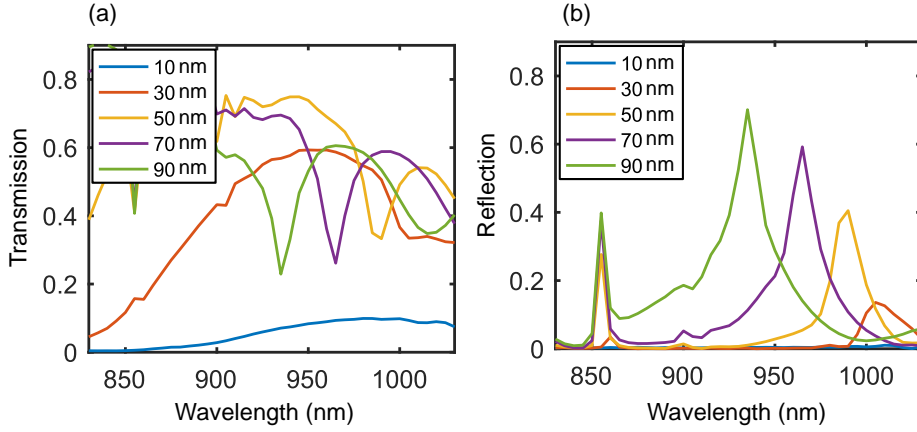 (a)
Transmission
0.8
0.6
0.4
0.2
0
10 nm
30 nm
50 nm
70 nm
90 nm
850
900
950
1000
Wavelength (nm)
(b)
Reflection
0.8
0.6
0.4
0.2
0
10 nm
30 nm
50 nm
70 nm
90 nm
850
900
950
1000
Wavelength (nm)